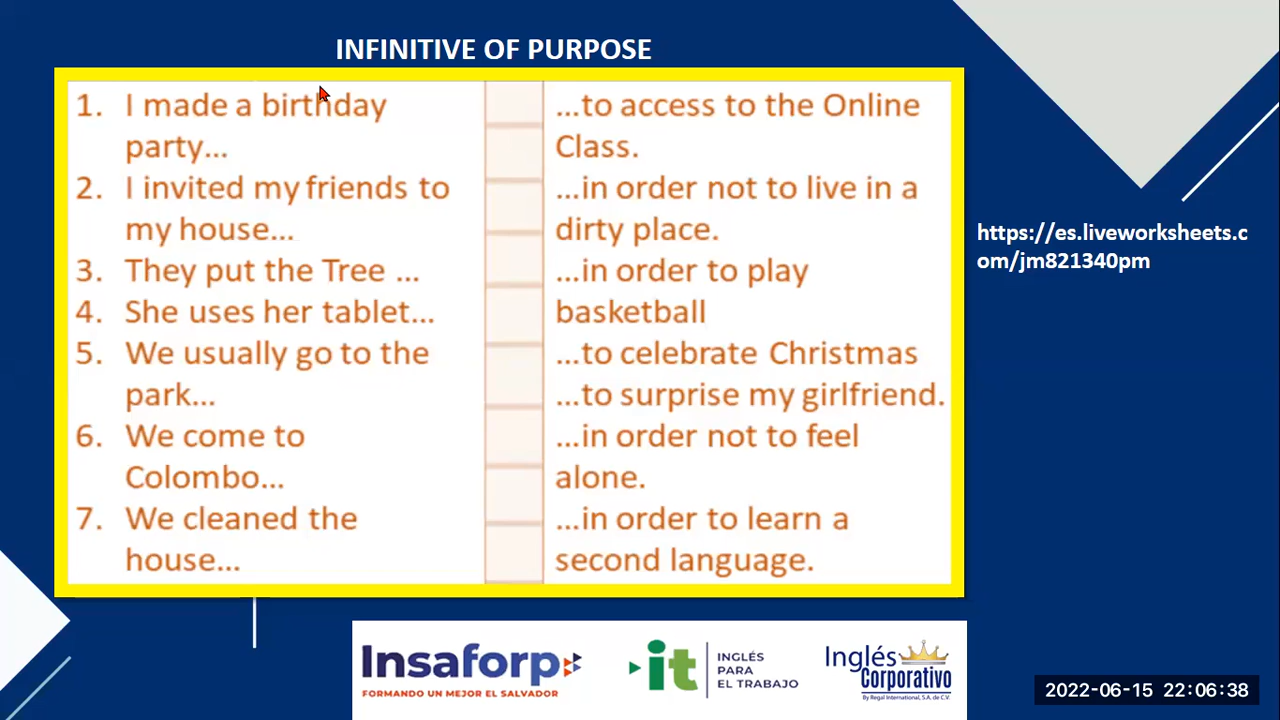 INFINITIVE OF PURPOSE
1. I made a birthday
party...
2. I invited my friends to
my house...
3. They put the Tree ...
4. She uses her tablet...
5. We usually go to the
park...
6. We come to
Colombo...
7. We cleaned the
house...
...to access to the Online
Class.
...in order not to live in a
dirty place.
...in order to play
basketball
...to celebrate Christmas
...to surprise my girlfriend.
...in order not to feel
alone.
...in order to learn a
second language.
https://es.liveworksheets.c
om/jm821340pm
Insaforp
FORMANDO UN MEJOR EL SALVADOR
it
INGLÉS
PARA
EL TRABAJO
Inglés
Corporativo
By Regal International, S.A. de C.V.
2022-06-15 22:06:38